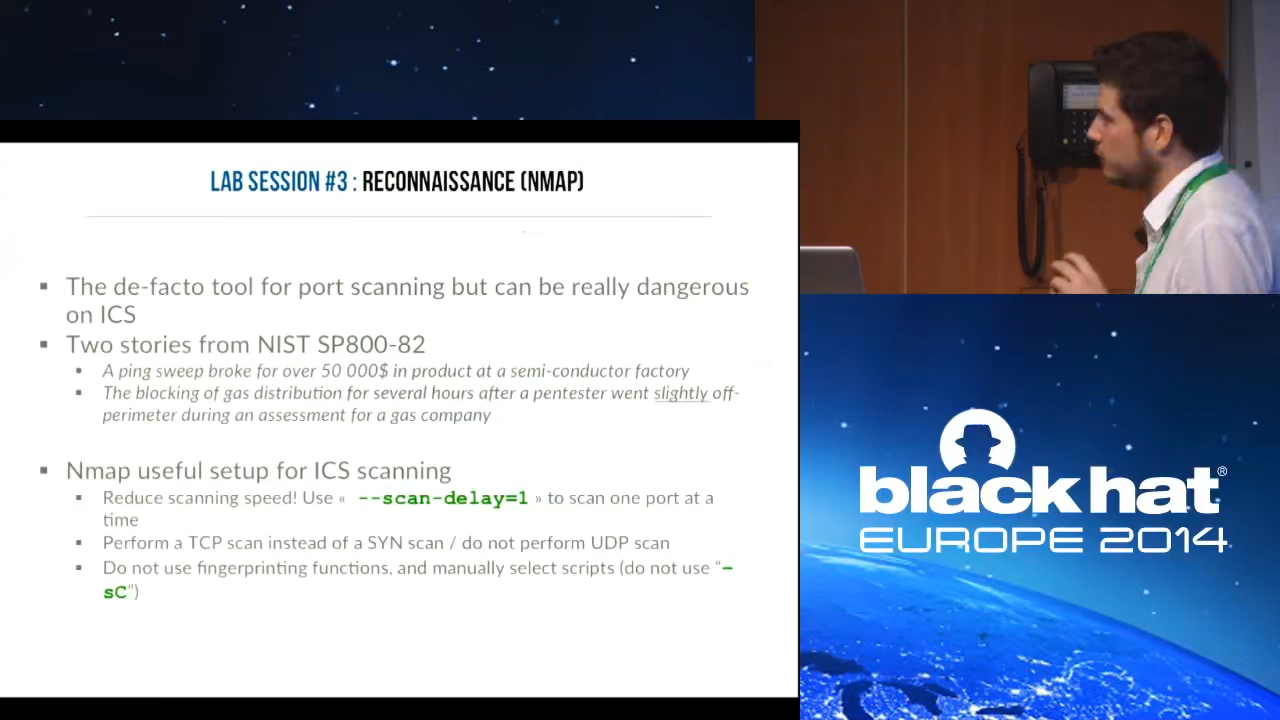 LAB SESSION #3 : RECONNAISSANCE (NMAP)
▪ The de-facto tool for port scanning but can be really dangerous
on ICS
▪ Two stories from NIST SP800-82
▪ A ping sweep broke for over 50 000$ in product at a semi-conductor factory
▪ The blocking of gas distribution for several hours after a pentester went slightly off-
perimeter during an assessment for a gas company
▪ Nmap useful setup for ICS scanning
▪ Reduce scanning speed! Use « --scan-delay=1 » to scan one port at a
time
▪ Perform a TCP scan instead of a SYN scan / do not perform UDP scan
▪ Do not use fingerprinting functions, and manually select scripts (do not use “–
sC”)
black hat®
EUROPE 2014